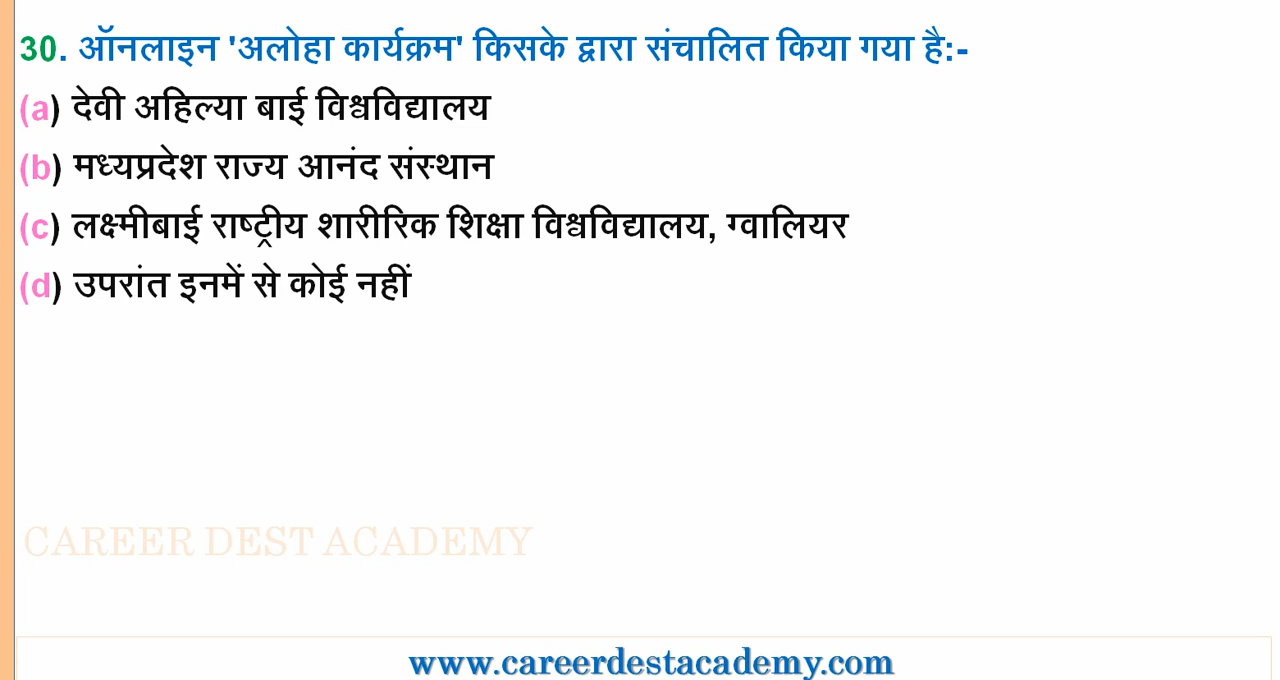 30. ऑनलाइन 'अलोहा कार्यक्रम' किसके द्वारा संचालित किया गया है:-
(a) देवी अहिल्या बाई विश्वविद्यालय
(b) मध्यप्रदेश राज्य आनंद संस्थान
(c) लक्ष्मीबाई राष्ट्रीय शारीरिक शिक्षा विश्वविद्यालय, ग्वालियर
(d) उपरांत इनमें से कोई नहीं
CAREER DEST ACADEMY
www.careerdestacademy.com